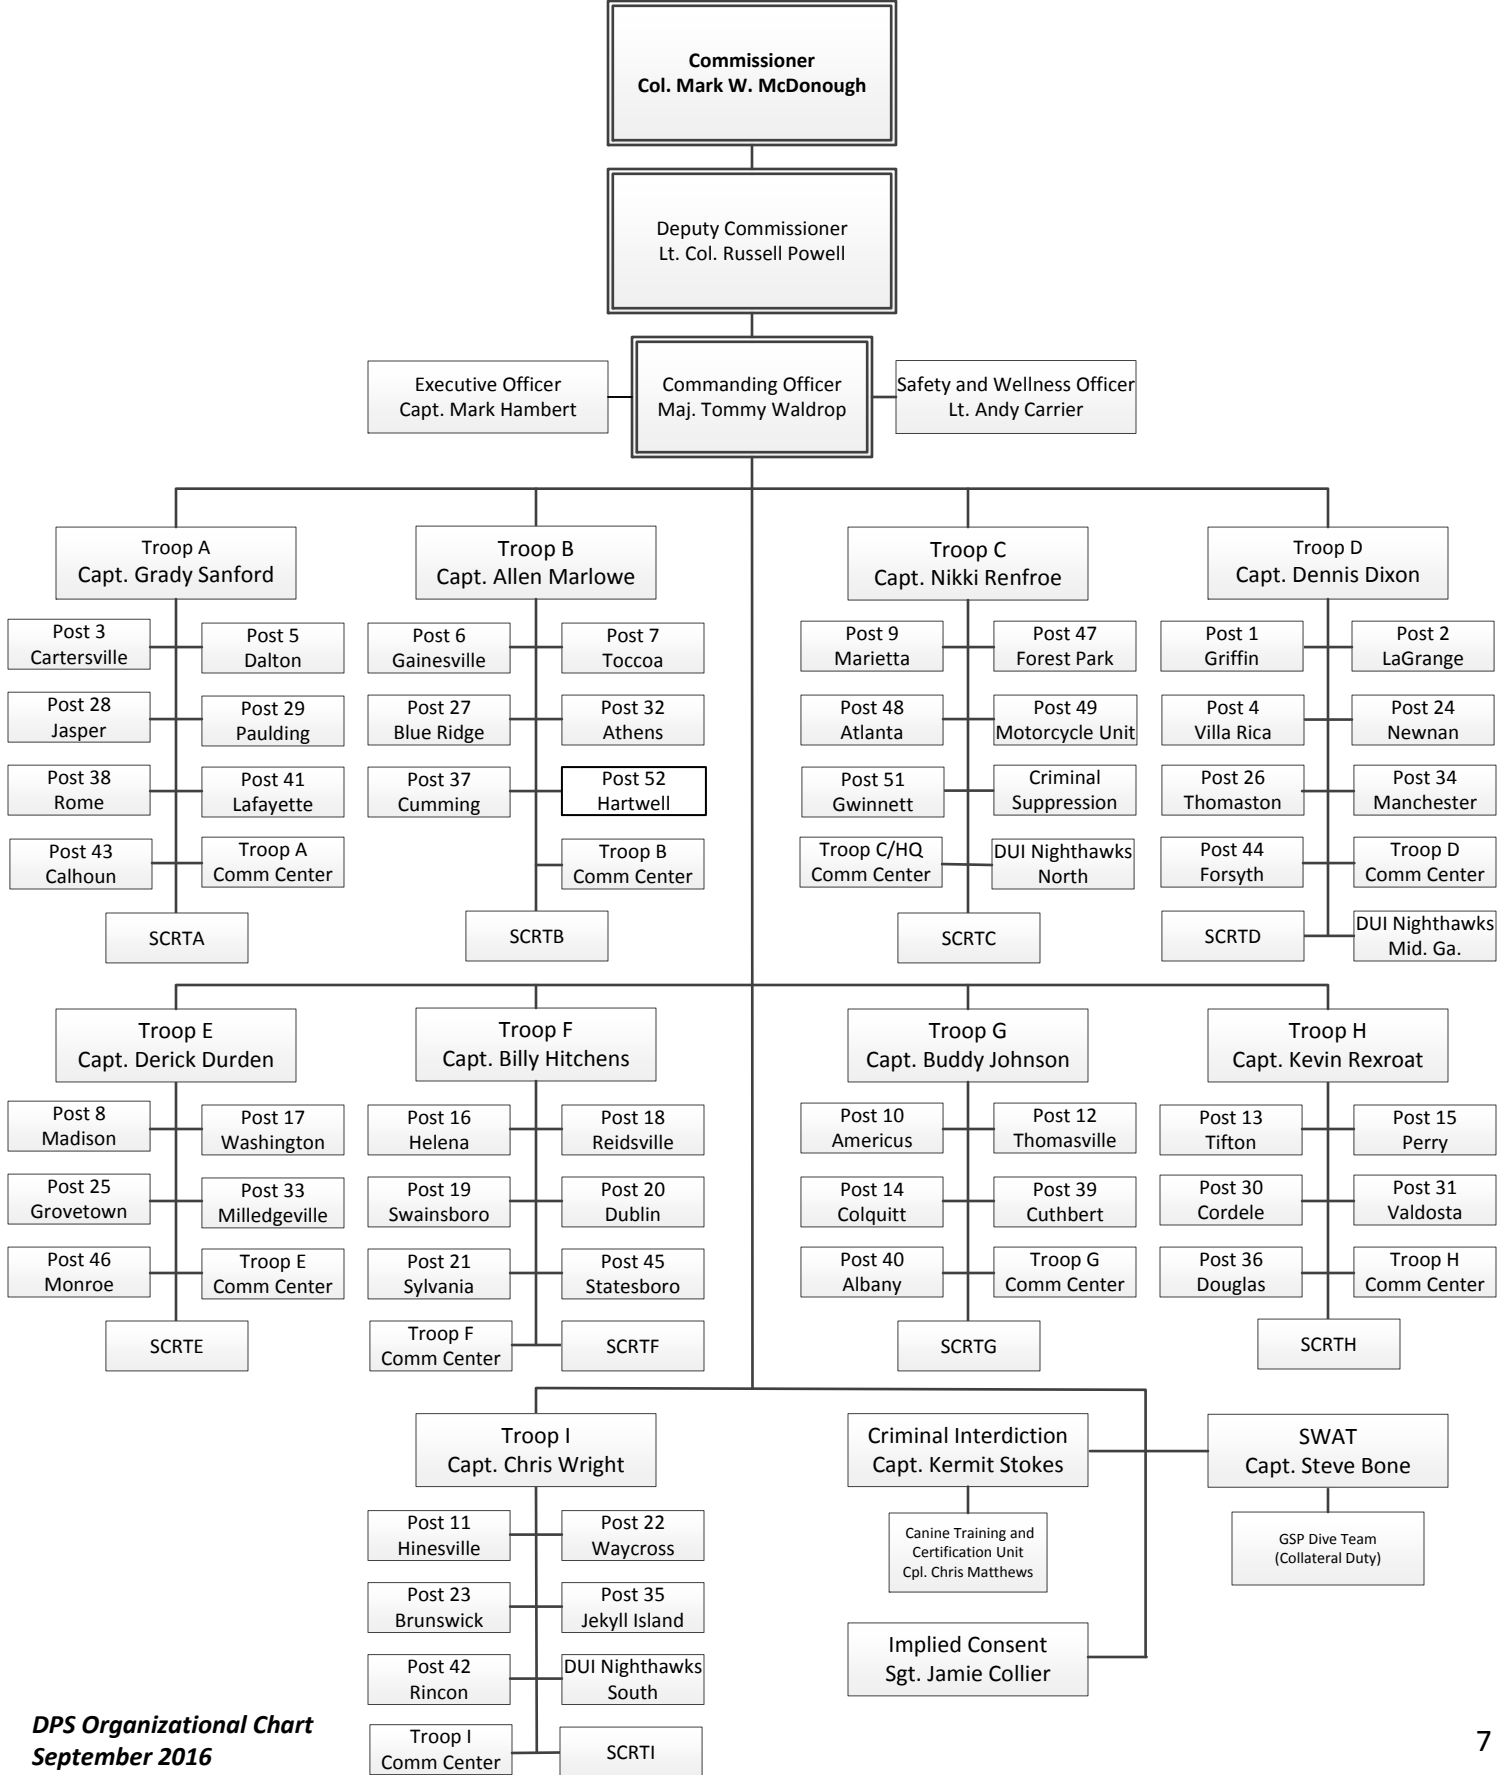 Commissioner
Col. Mark W. McDonough
Deputy Commissioner
Lt. Col. Russell Powell
Executive Officer
Capt. Mark Hambert
Commanding Officer
Maj. Tommy Waldrop
Safety and Wellness Officer
Lt. Andy Carrier
Troop A
Capt. Grady Sanford
Post 3
Cartersville
Post 5
Dalton
Post 28
Jasper
Post 29
Paulding
Post 38
Rome
Post 41
Lafayette
Post 43
Calhoun
Troop A
Comm Center
SCRTA
Troop B
Capt. Allen Marlowe
Post 6
Gainesville
Post 7
Toccoa
Post 27
Blue Ridge
Post 32
Athens
Post 37
Cumming
Post 52
Hartwell
Troop B
Comm Center
SCRTB
Troop C
Capt. Nikki Renfroe
Post 9
Marietta
Post 47
Forest Park
Post 48
Atlanta
Post 49
Motorcycle Unit
Post 51
Gwinnett
Criminal
Suppression
Troop C/HQ
Comm Center
DUI Nighthawks
North
SCRTC
Troop D
Capt. Dennis Dixon
Post 1
Griffin
Post 2
LaGrange
Post 4
Villa Rica
Post 24
Newnan
Post 26
Thomaston
Post 34
Manchester
Post 44
Forsyth
Troop D
Comm Center
SCRTD
DUI Nighthawks
Mid. Ga.
Troop E
Capt. Derick Durden
Post 8
Madison
Post 17
Washington
Post 25
Grovetown
Post 33
Milledgeville
Post 46
Monroe
Troop E
Comm Center
SCRTE
Troop F
Capt. Billy Hitchens
Post 16
Helena
Post 18
Reidsville
Post 19
Swainsboro
Post 20
Dublin
Post 21
Sylvania
Post 45
Statesboro
Troop F
Comm Center
SCRTF
Troop G
Capt. Buddy Johnson
Post 10
Americus
Post 12
Thomasville
Post 14
Colquitt
Post 39
Cuthbert
Post 40
Albany
Troop G
Comm Center
SCRTG
Troop H
Capt. Kevin Rexroat
Post 13
Tifton
Post 15
Perry
Post 30
Cordele
Post 31
Valdosta
Post 36
Douglas
Troop H
Comm Center
SCRTH
Troop I
Capt. Chris Wright
Post 11
Hinesville
Post 22
Waycross
Post 23
Brunswick
Post 35
Jekyll Island
Post 42
Rincon
DUI Nighthawks
South
Troop I
Comm Center
SCRTI
Criminal Interdiction
Capt. Kermit Stokes
Canine Training and
Certification Unit
Cpl. Chris Matthews
SWAT
Capt. Steve Bone
GSP Dive Team
(Collateral Duty)
Implied Consent
Sgt. Jamie Collier
DPS Organizational Chart
September 2016
7